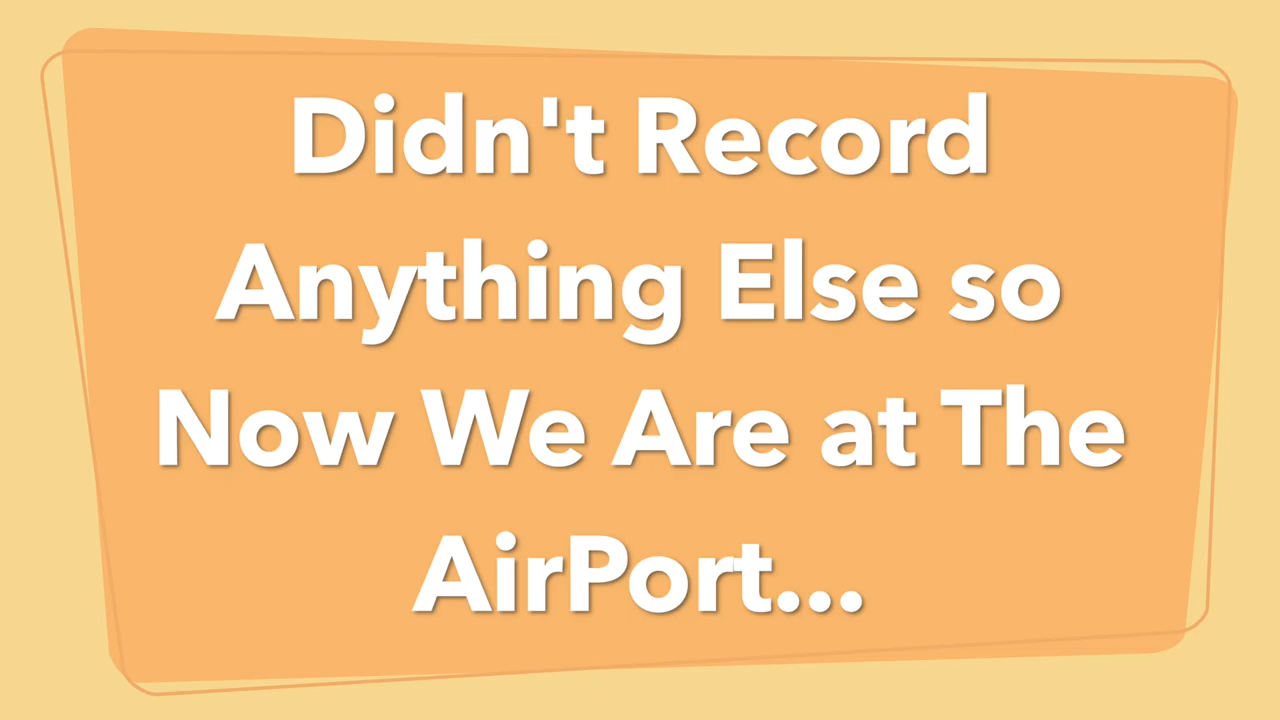 Didn't Record
Anything Else so
Now We Are at The
AirPort...